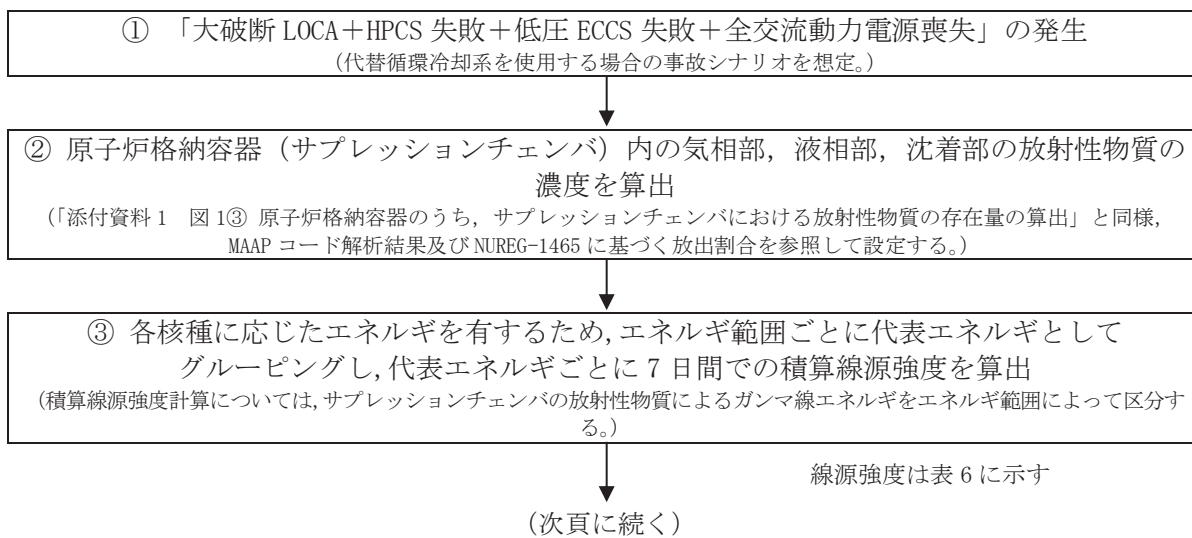 ① 「大破断 LOCA＋HPCS 失敗＋低圧 ECCS 失敗＋全交流動力電源喪失」の発生
(代替循環冷却系を使用する場合の事故シナリオを想定。)
② 原子炉格納容器（サプレッションチェンバ）内の気相部，液相部，沈着部の放射性物質の
濃度を算出
(「添付資料 1　図 1③ 原子炉格納容器のうち，サプレッションチェンバにおける放射性物質の存在量の算出」と同様，
MAAP コード解析結果及び NUREG-1465 に基づく放出割合を参照して設定する。)
③ 各核種に応じたエネルギを有するため,エネルギ範囲ごとに代表エネルギとして
グルーピングし,代表エネルギごとに 7 日間での積算線源強度を算出
(積算線源強度計算については,サプレッションチェンバの放射性物質によるガンマ線エネルギをエネルギ範囲によって区分す
る。)
線源強度は表 6 に示す
(次頁に続く)